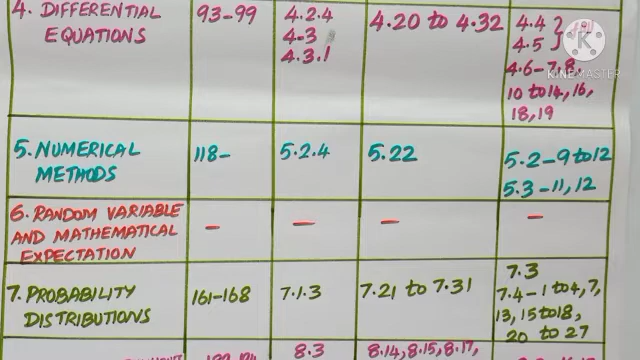 4. DIFFERENTIAL
EQUATIONS
93-99
4.2.4
4-3
4.3.1
4.20 to 4.32
4.4
4.5
4.6-7,8,
10 to 14, 16,
18, 19
KINEMASTER
5. NUMERICAL
METHODS
118-
5.2.4
5.22
5.2-9 to 12
5.3-11, 12
6. RANDOM VARIABLE
AND MATHEMATICAL
EXPECTATION
-
-
-
-
7. PROBABILITY
DISTRIBUTIONS
161-168
7.1.3
7.21 to 7.31
7.3
7.4-1 to 4, 7,
13, 15 to 18,
20 to 27
8.3
8.14, 8.15, 8.17,